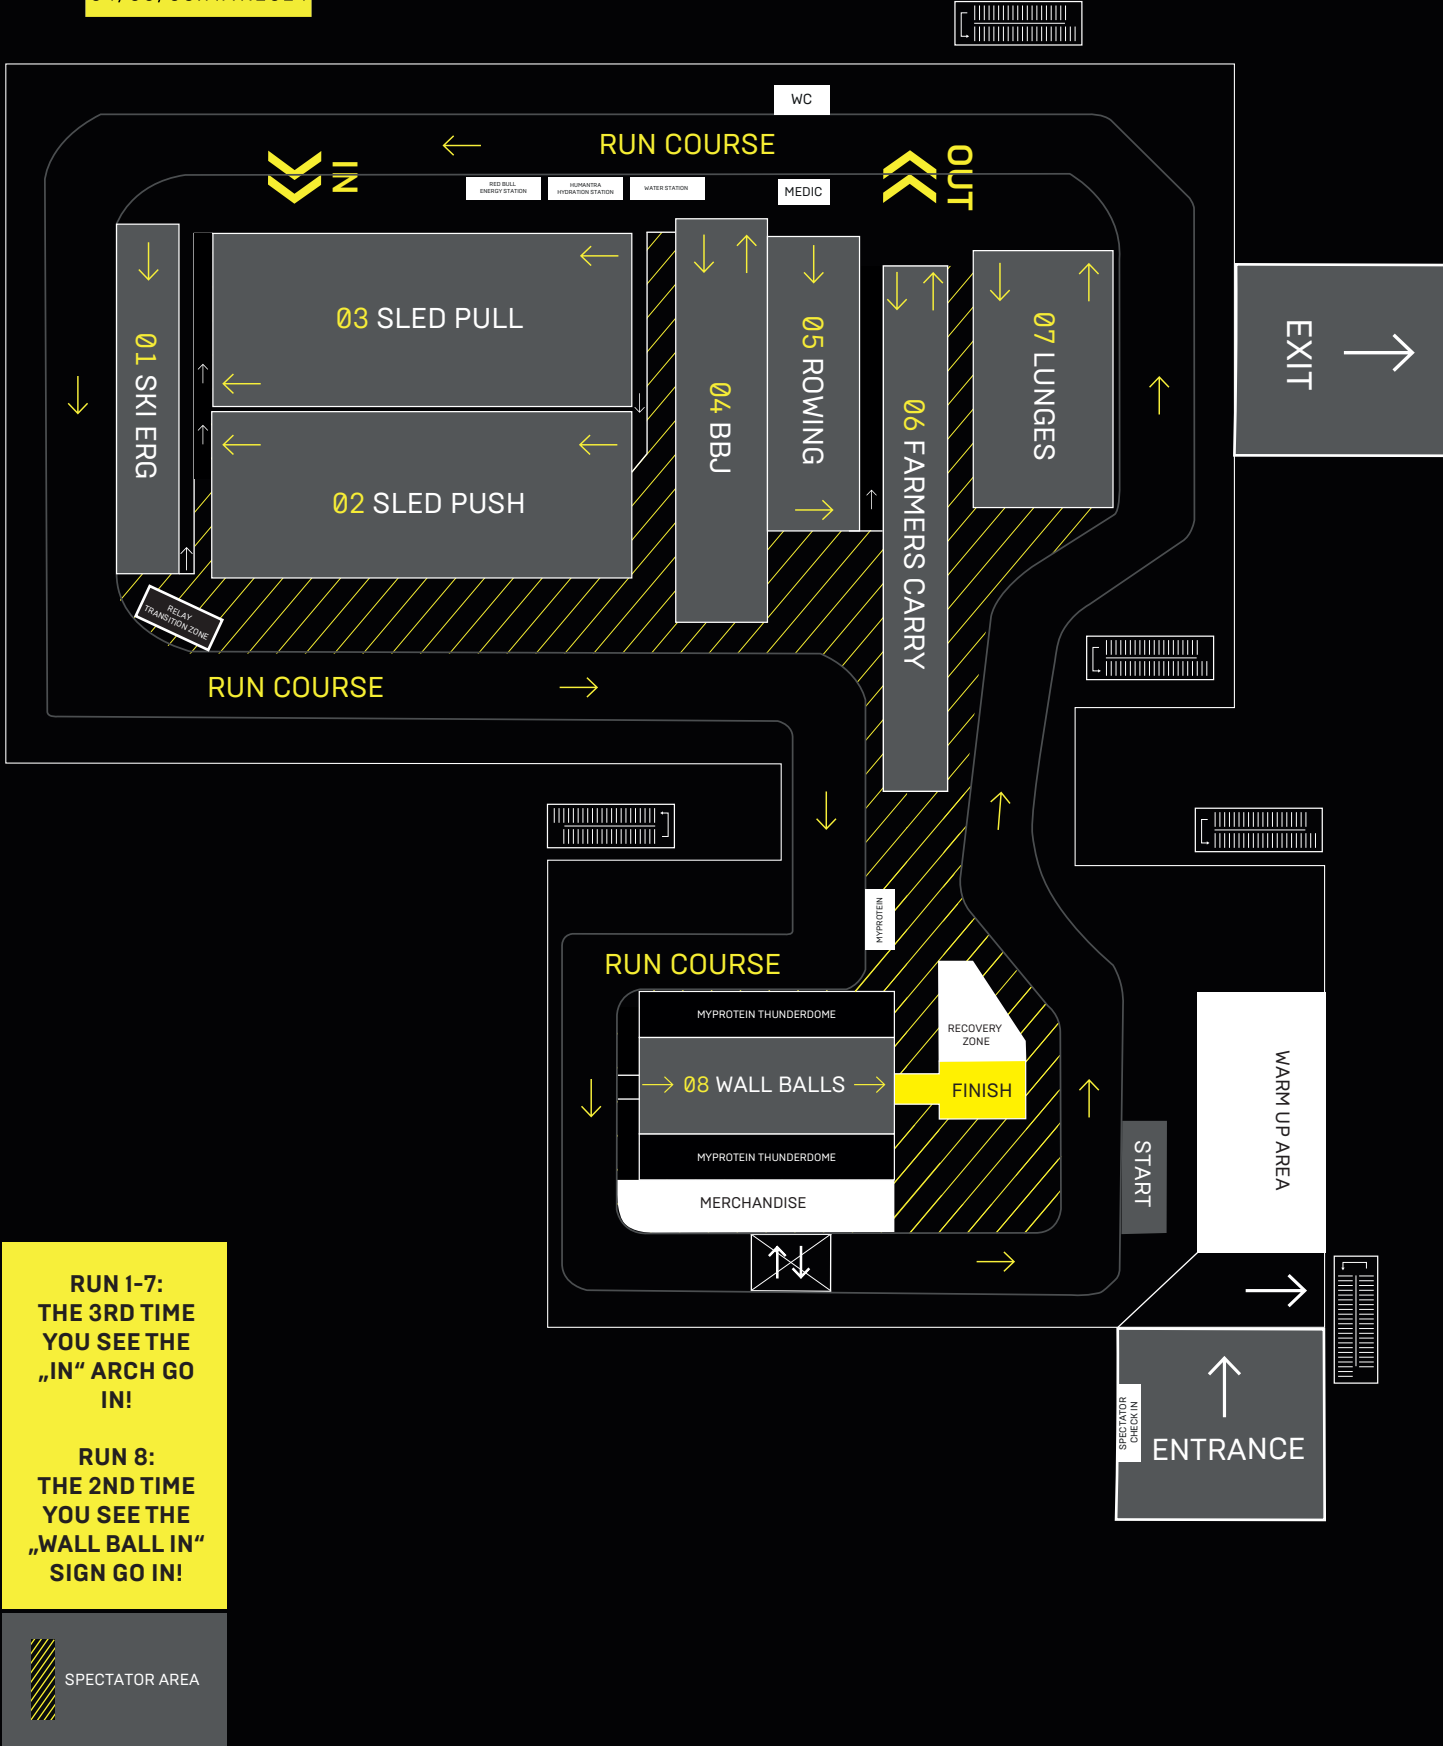 WC
RUN COURSE
IN
OUT
RED BULL
ENERGY STATION
HUMANTRA
HYDRATION STATION
WATER STATION
MEDIC
01 SKI ERG
03 SLED PULL
02 SLED PUSH
04 BBJ
05 ROWING
06 FARMERS CARRY
07 LUNGES
EXIT
RELAY
TRANSITION ZONE
RUN COURSE
MYPROTEIN
RUN COURSE
MYPROTEIN THUNDERDOME
08 WALL BALLS
MYPROTEIN THUNDERDOME
MERCHANDISE
RECOVERY
ZONE
FINISH
START
WARM UP AREA
SPECTATOR
CHECK IN
ENTRANCE
RUN 1-7:
THE 3RD TIME
YOU SEE THE
„IN“ ARCH GO
IN!
RUN 8:
THE 2ND TIME
YOU SEE THE
„WALL BALL IN“
SIGN GO IN!
SPECTATOR AREA